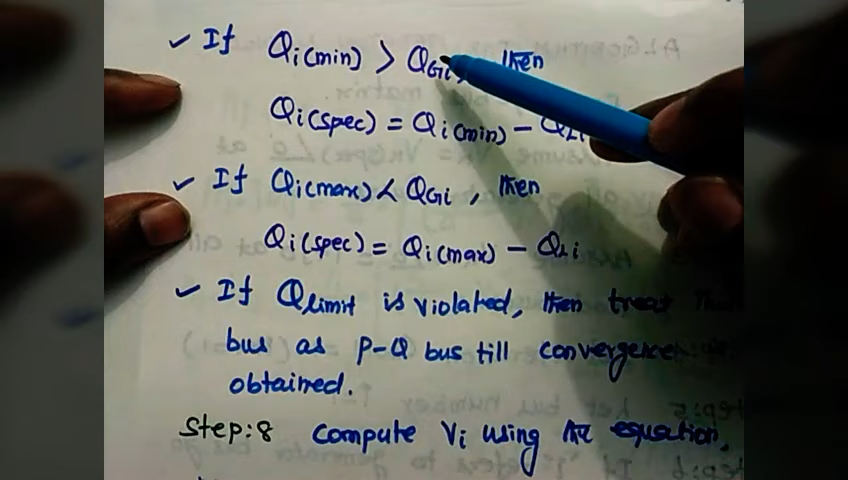 ✓ If Qi(min) > QGi, then
Qi(spec) = Qi(min) - QLi
✓ If Qi(max) < QGi, then
Qi(spec) = Qi(max) - QLi
✓ If Qlimit is violated, then treat
bus as P-Q bus till convergence
obtained.
Step:8 Compute Vi using the equation,